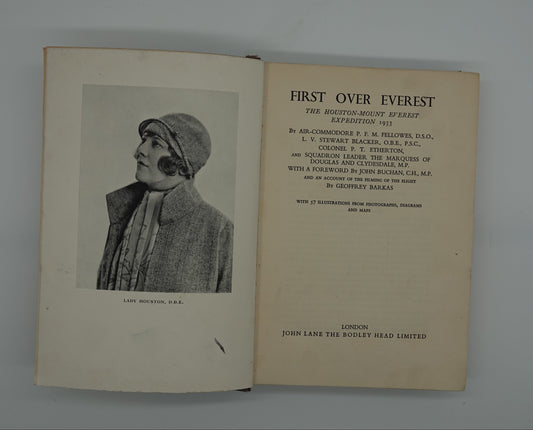 LADY HOUSTON, D.B.E.
FIRST OVER EVEREST
THE HOUSTON-MOUNT EVEREST
EXPEDITION 1933
BY AIR-COMMODORE P. F. M. FELLOWES, D.S.O.,
L. V. STEWART BLACKER, O.B.E., P.S.C.,
COLONEL P. T. ETHERTON,
AND SQUADRON LEADER THE MARQUESS OF
DOUGLAS AND CLYDESDALE, M.P.
WITH A FOREWORD BY JOHN BUCHAN, C.H., M.P.
AND AN ACCOUNT OF THE FILMING OF THE FLIGHT
BY GEOFFREY BARKAS
WITH 57 ILLUSTRATIONS FROM PHOTOGRAPHS, DIAGRAMS
AND MAPS
LONDON
JOHN LANE THE BODLEY HEAD LIMITED